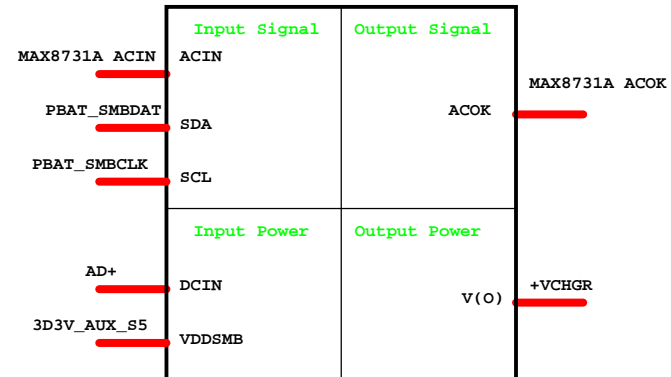 Input Signal
Output Signal
MAX8731A ACIN
ACIN
MAX8731A ACOK
PBAT_SMBDAT
ACOK
SDA
PBAT_SMBCLK
SCL
Input Power
Output Power
AD+
DCIN
+VCHGR
V(O)
3D3V_AUX_S5
VDDSMB